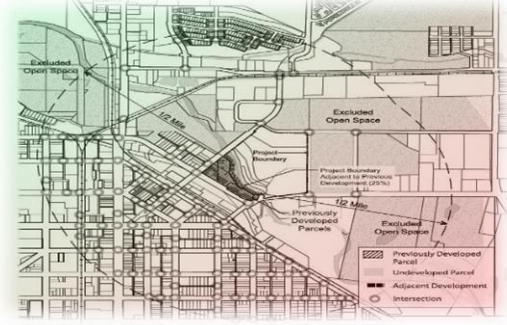 Excluded
Open Space
1/2 Mile
Excluded
Open Space
Project
Boundary
Project Boundary
Adjacent to Previous
Development (25%)
1/2 Mile
Previously
Developed
Parcels
Excluded
Open Space
Previously Developed
Parcel
Undeveloped Parcel
Adjacent Development
Intersection